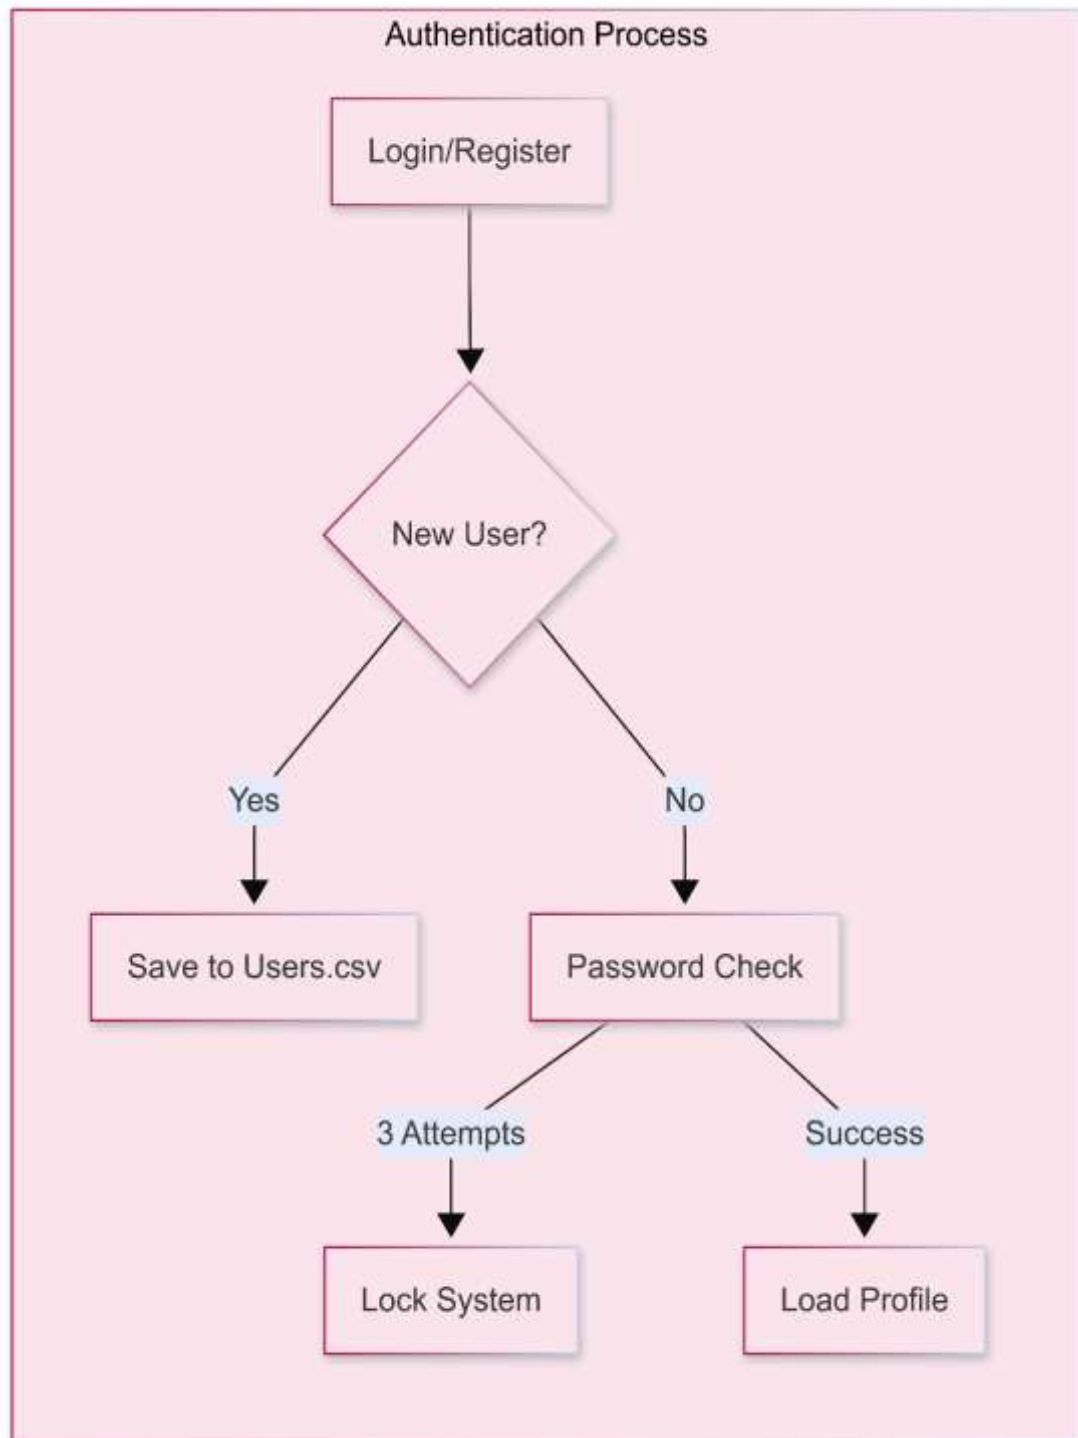 Authentication Process
Login/Register
New User?
Yes
No
Save to Users.csv
Password Check
3 Attempts
Success
Lock System
Load Profile